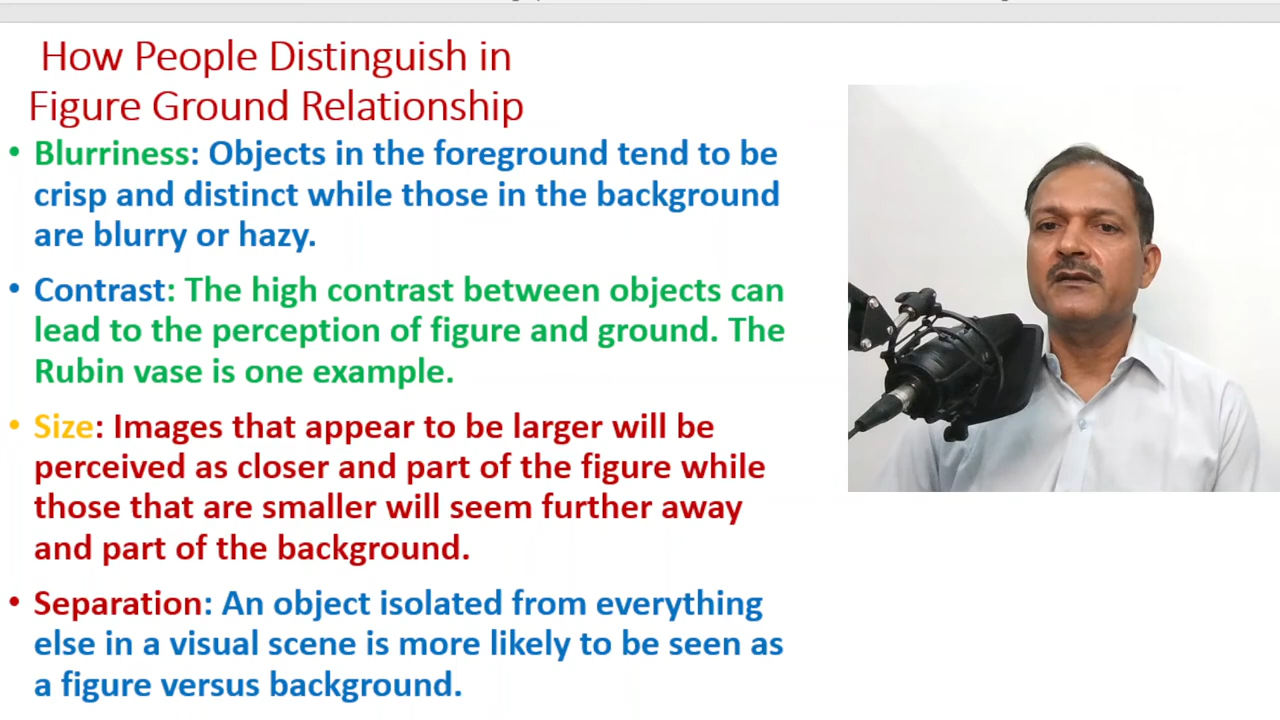 How People Distinguish in
Figure Ground Relationship
• Blurriness: Objects in the foreground tend to be
crisp and distinct while those in the background
are blurry or hazy.
• Contrast: The high contrast between objects can
lead to the perception of figure and ground. The
Rubin vase is one example.
• Size: Images that appear to be larger will be
perceived as closer and part of the figure while
those that are smaller will seem further away
and part of the background.
• Separation: An object isolated from everything
else in a visual scene is more likely to be seen as
a figure versus background.